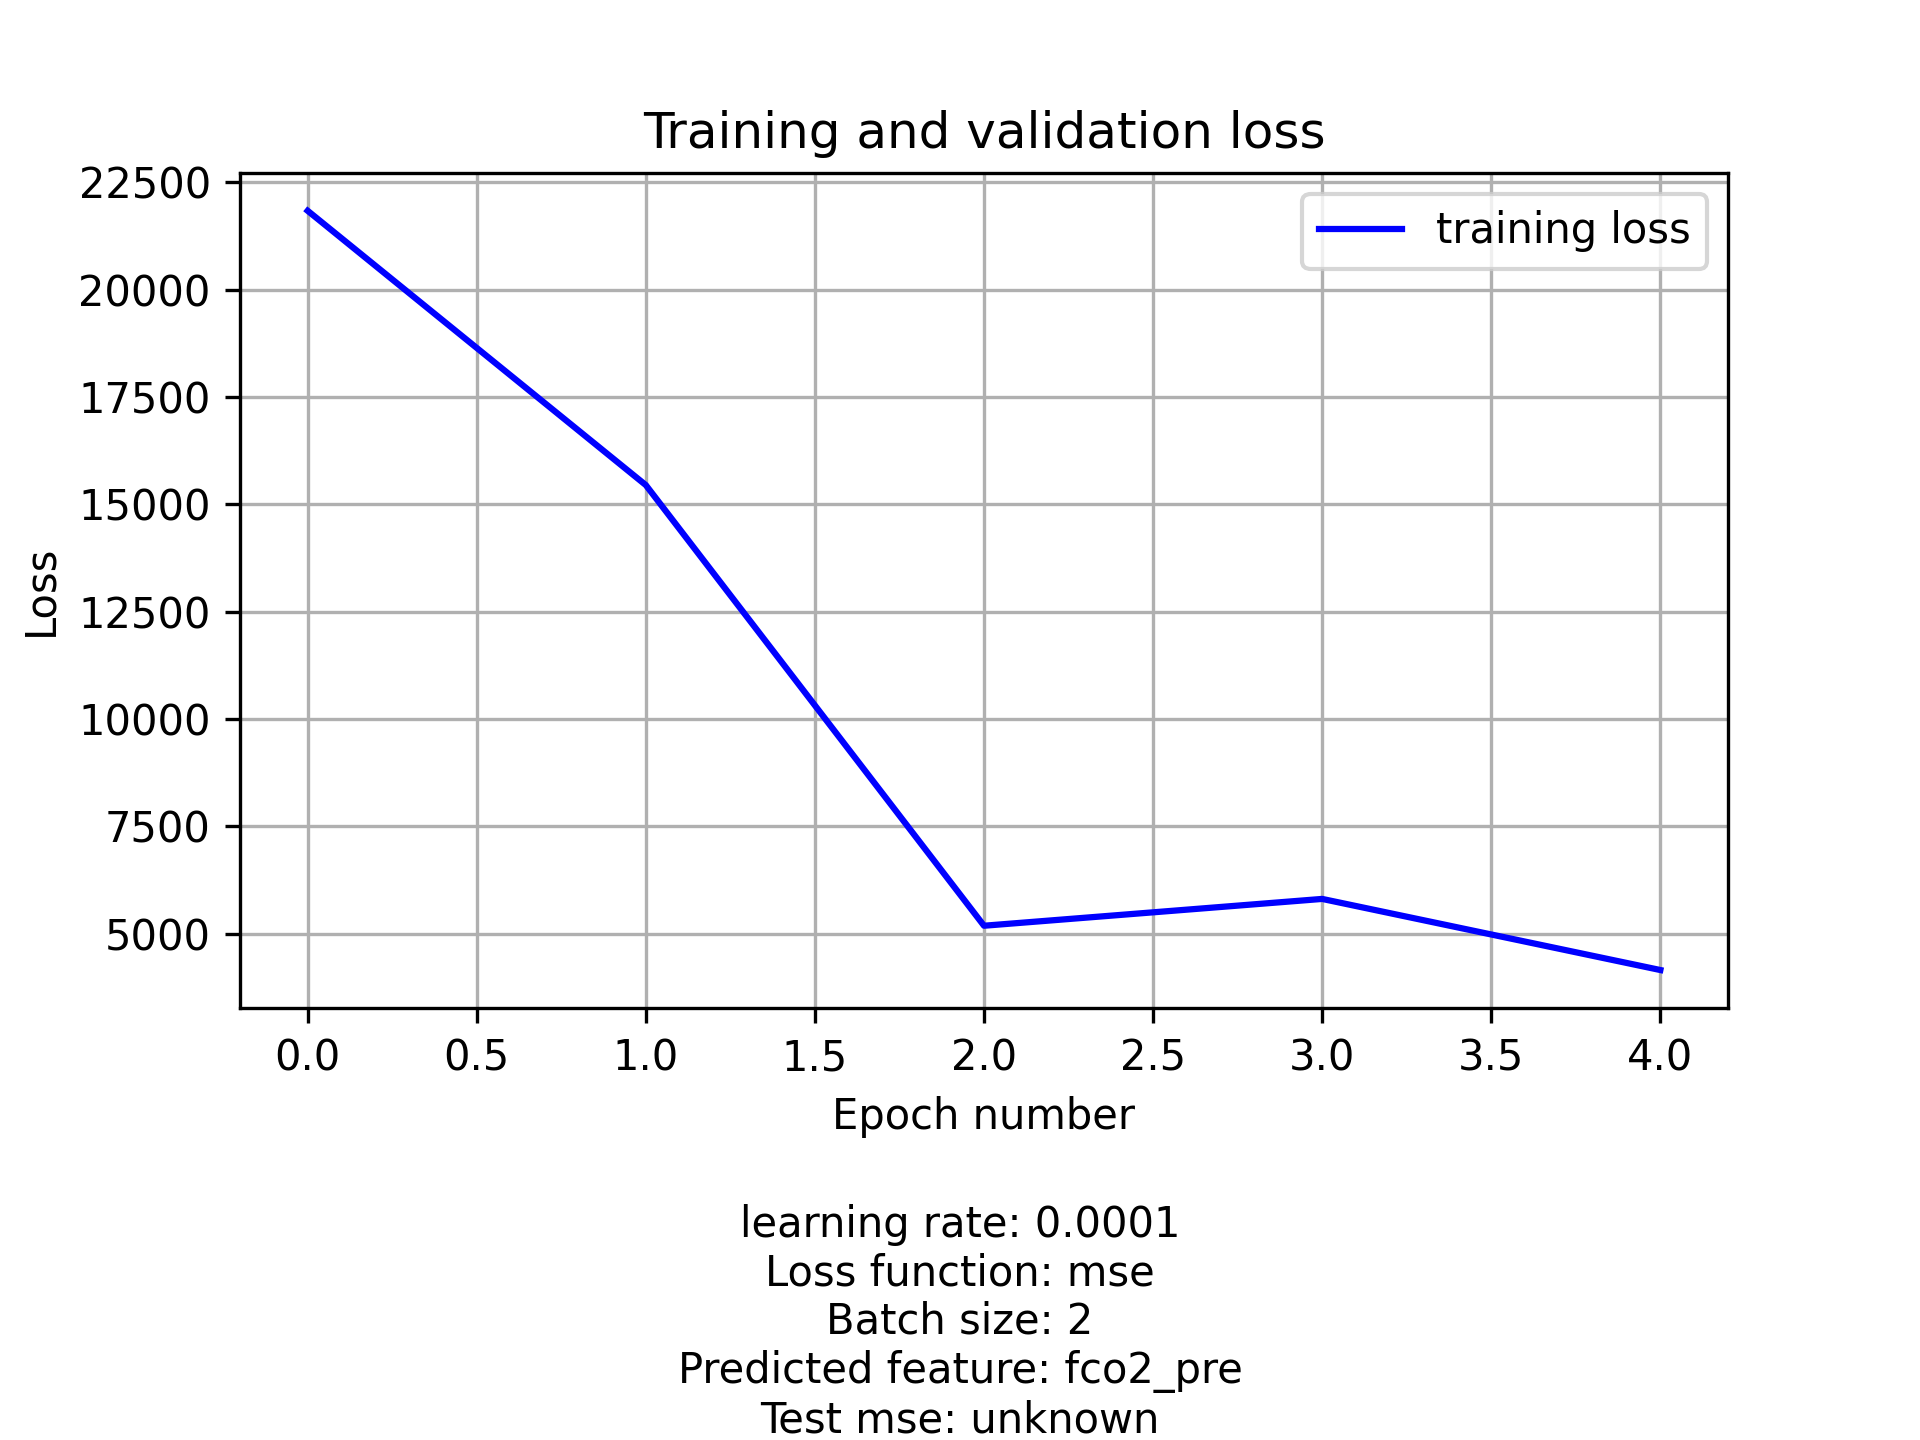 Training and validation loss
22500
20000
17500
15000
12500
10000
7500
5000
Loss
training loss
0.0 0.5 1.0 1.5 2.0 2.5 3.0 3.5 4.0
Epoch number
learning rate: 0.0001
Loss function: mse
Batch size: 2
Predicted feature: fco2_pre
Test mse: unknown